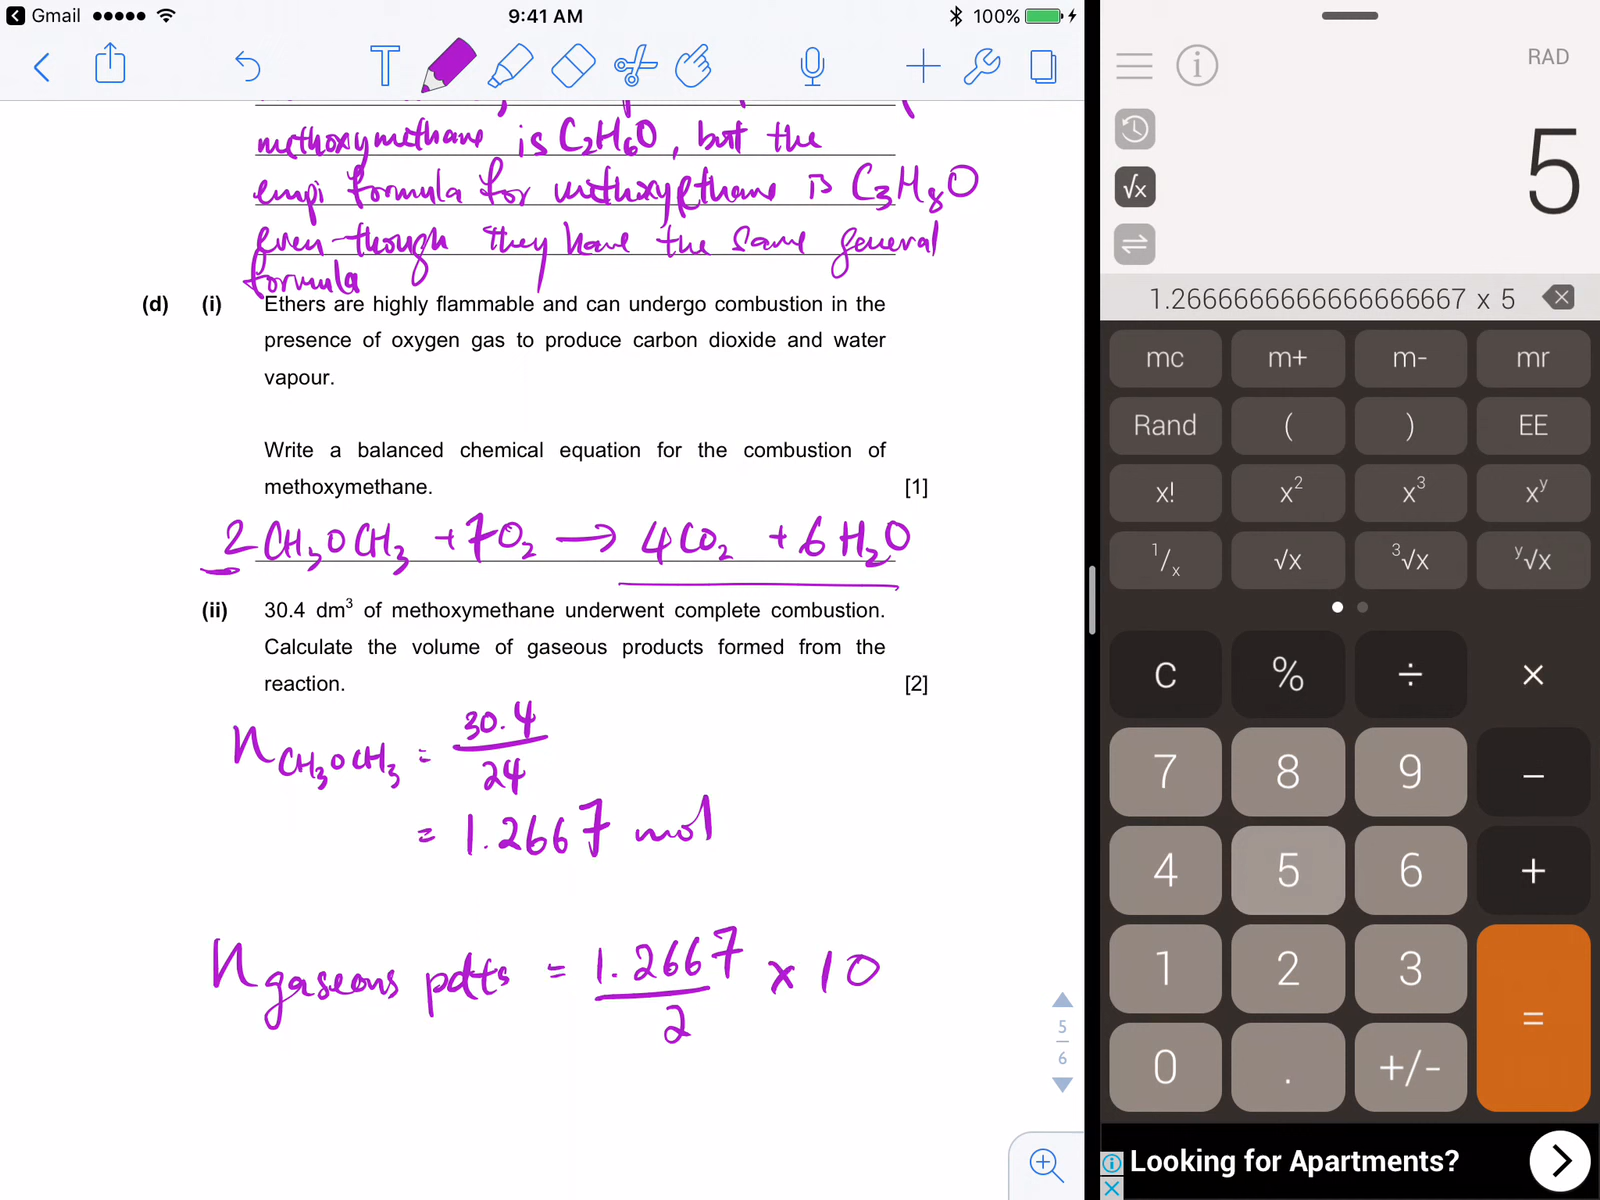 Gmail 9:41 AM 100%
methoxymethane is C₂H₆O, but the
empi formula for methoxyethane is C₃H₈O
even though they have the same general
formula
(d) (i) Ethers are highly flammable and can undergo combustion in the
presence of oxygen gas to produce carbon dioxide and water
vapour.
Write a balanced chemical equation for the combustion of
methoxymethane. [1]
2 CH₃OCH₃ + 7O₂ → 4CO₂ + 6H₂O
(ii) 30.4 dm³ of methoxymethane underwent complete combustion.
Calculate the volume of gaseous products formed from the
reaction. [2]
n CH₃OCH₃ = 30.4 / 24
= 1.2667 mol
n gaseous pdts = 1.2667 / 2 x 10
5
6
RAD
5
1.2666666666666666667 x 5
mc m+ m- mr
Rand ( ) EE
x! x² x³ xʸ
1/x √x ³√x ʸ√x
C % ÷ ×
7 8 9 −
4 5 6 +
1 2 3 =
0 . +/-
Looking for Apartments?